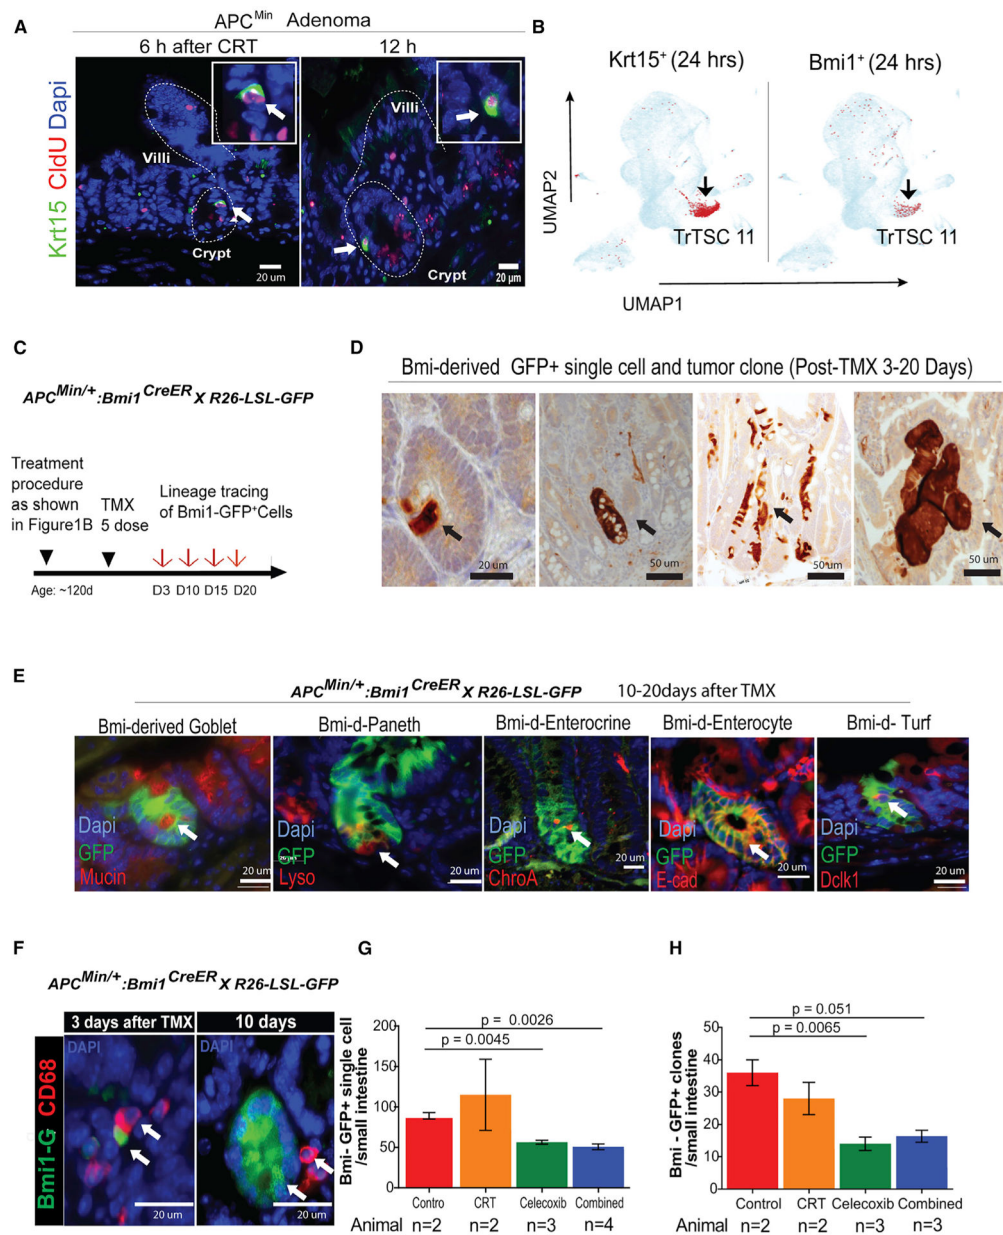 A
APC^Min Adenoma
6 h after CRT
12 h
Krt15 CldU Dapi
Villi
Crypt
20 um
Villi
Crypt
20 µm
B
Krt15+ (24 hrs)
Bmi1+ (24 hrs)
UMAP2
TrTSC 11
TrTSC 11
UMAP1
C
APC^Min/+:Bmi1^CreER X R26-LSL-GFP
Treatment
procedure
as shown
in Figure1B
TMX
5 dose
Lineage tracing
of Bmi1-GFP+Cells
Age: ~120d
D3 D10 D15 D20
D
Bmi-derived GFP+ single cell and tumor clone (Post-TMX 3-20 Days)
20 um
50 um
50 um
50 um
E
APC^Min/+:Bmi1^CreER X R26-LSL-GFP 10-20days after TMX
Bmi-derived Goblet
Dapi
GFP
Mucin
20 um
Bmi-d-Paneth
Dapi
GFP
Lyso
20 um
Bmi-d-Enterocrine
Dapi
GFP
ChroA
20 um
Bmi-d-Enterocyte
Dapi
GFP
E-cad
20 um
Bmi-d- Turf
Dapi
GFP
Dclk1
20 um
F
APC^Min/+:Bmi1^CreER X R26-LSL-GFP
3 days after TMX
10 days
Bmi1-G CD68
DAPI
20 um
DAPI
20 um
G
Bmi- GFP+ single cell
/small intestine
200
150
100
50
0
p = 0.0026
p = 0.0045
Contro CRT Celecoxib Combined
Animal n=2 n=2 n=3 n=4
H
Bmi - GFP+ clones
/small intestine
50
40
30
20
10
0
p = 0.051
p = 0.0065
Control CRT Celecoxib Combined
Animal n=2 n=2 n=3 n=3